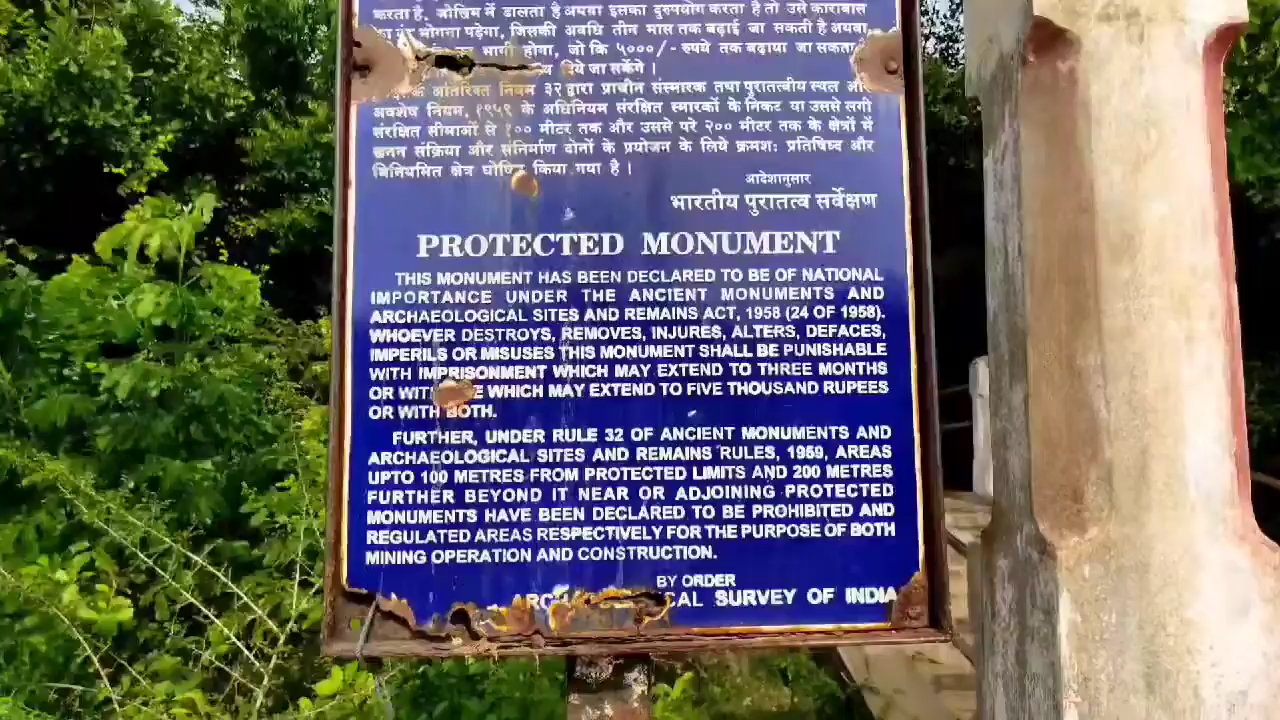 करता है, जोखिम में डालता है अथवा इसका दुरुपयोग करता है तो उसे कारावास
भोगना पड़ेगा, जिसकी अवधि तीन मास तक बढ़ाई जा सकती है अथवा
भागी होगा, जो कि ५०००/- रुपये तक बढ़ाया जा सकता
दिये जा सकेंगे ।
अतिरिक्त नियम ३२ द्वारा प्राचीन संस्मारक तथा पुरातत्वीय स्थल और
अवशेष नियम, १९५९ के अधिनियम संरक्षित स्मारकों के निकट या उससे लगी
संरक्षित सीमाओं से १०० मीटर तक और उससे परे २०० मीटर तक के क्षेत्रों में
खनन संक्रिया और संनिर्माण दोनों के प्रयोजन के लिये क्रमशः प्रतिषिध्द और
विनियमित क्षेत्र घोषित किया गया है ।
आदेशानुसार
भारतीय पुरातत्व सर्वेक्षण
PROTECTED MONUMENT
THIS MONUMENT HAS BEEN DECLARED TO BE OF NATIONAL
IMPORTANCE UNDER THE ANCIENT MONUMENTS AND
ARCHAEOLOGICAL SITES AND REMAINS ACT, 1958 (24 OF 1958).
WHOEVER DESTROYS, REMOVES, INJURES, ALTERS, DEFACES,
IMPERILS OR MISUSES THIS MONUMENT SHALL BE PUNISHABLE
WITH IMPRISONMENT WHICH MAY EXTEND TO THREE MONTHS
OR WITH WHICH MAY EXTEND TO FIVE THOUSAND RUPEES
OR WITH BOTH.
FURTHER, UNDER RULE 32 OF ANCIENT MONUMENTS AND
ARCHAEOLOGICAL SITES AND REMAINS RULES, 1959, AREAS
UPTO 100 METRES FROM PROTECTED LIMITS AND 200 METRES
FURTHER BEYOND IT NEAR OR ADJOINING PROTECTED
MONUMENTS HAVE BEEN DECLARED TO BE PROHIBITED AND
REGULATED AREAS RESPECTIVELY FOR THE PURPOSE OF BOTH
MINING OPERATION AND CONSTRUCTION.
BY ORDER
SURVEY OF INDIA